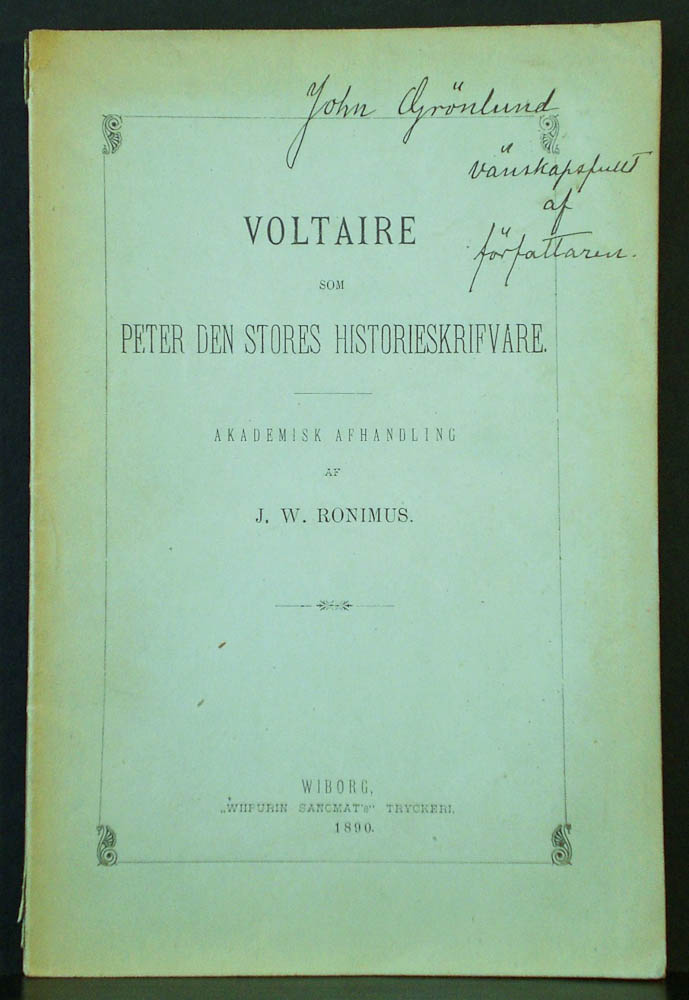 John Grönlund
vänskapsfullt
af
författaren.
VOLTAIRE
SOM
PETER DEN STORES HISTORIESKRIFVARE.
AKADEMISK AFHANDLING
AF
J. W. RONIMUS.
WIBORG,
„WIIPURIN SANOMAT'S“ TRYCKERI,
1890.